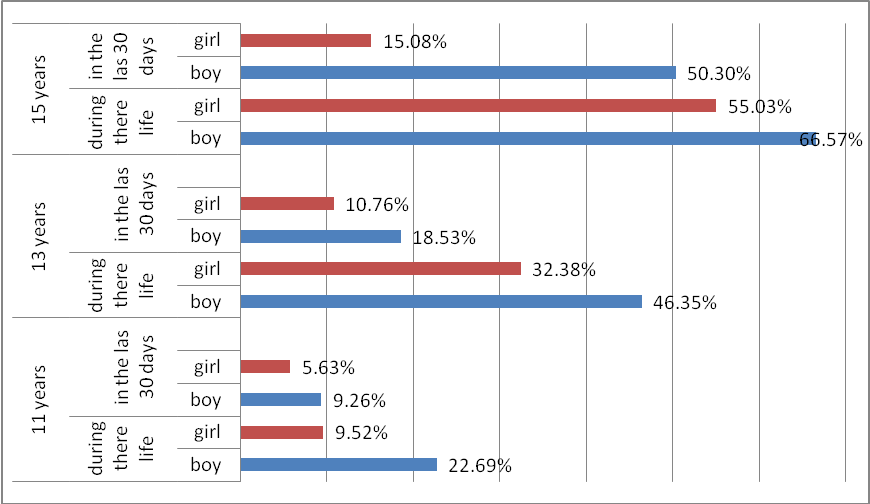 15 years
in the
las 30
days
girl
15.08%
boy
50.30%
during
there
life
girl
55.03%
boy
66.57%
13 years
in the las
30 days
girl
10.76%
boy
18.53%
during
there
life
girl
32.38%
boy
46.35%
11 years
in the las
30 days
girl
5.63%
boy
9.26%
during
there
life
girl
9.52%
boy
22.69%